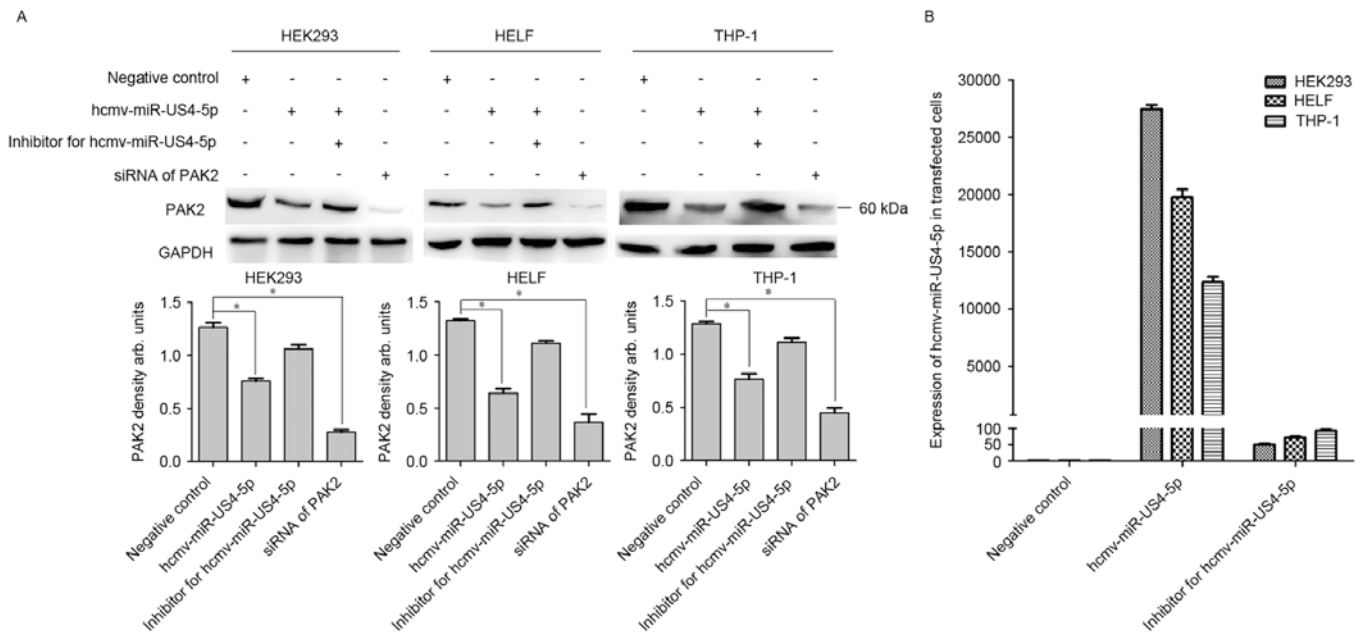 A
HEK293 HELF THP-1
Negative control + - - - + - - - + - - -
hcmv-miR-US4-5p - + + - - + + - - + + -
Inhibitor for hcmv-miR-US4-5p - - + - - - + - - - + -
siRNA of PAK2 - - - + - - - + - - - +
PAK2 60 kDa
GAPDH
HEK293
*
*
PAK2 density arb. units
1.5
1.0
0.5
0.0
Negative control
hcmv-miR-US4-5p
Inhibitor for hcmv-miR-US4-5p
siRNA of PAK2
HELF
*
*
PAK2 density arb. units
1.5
1.0
0.5
0.0
Negative control
hcmv-miR-US4-5p
Inhibitor for hcmv-miR-US4-5p
siRNA of PAK2
THP-1
*
*
PAK2 density arb. units
1.5
1.0
0.5
0.0
Negative control
hcmv-miR-US4-5p
Inhibitor for hcmv-miR-US4-5p
siRNA of PAK2
B
Expression of hcmv-miR-US4-5p in transfected cells
30000
25000
20000
15000
10000
5000
100
50
0
HEK293
HELF
THP-1
Negative control
hcmv-miR-US4-5p
Inhibitor for hcmv-miR-US4-5p